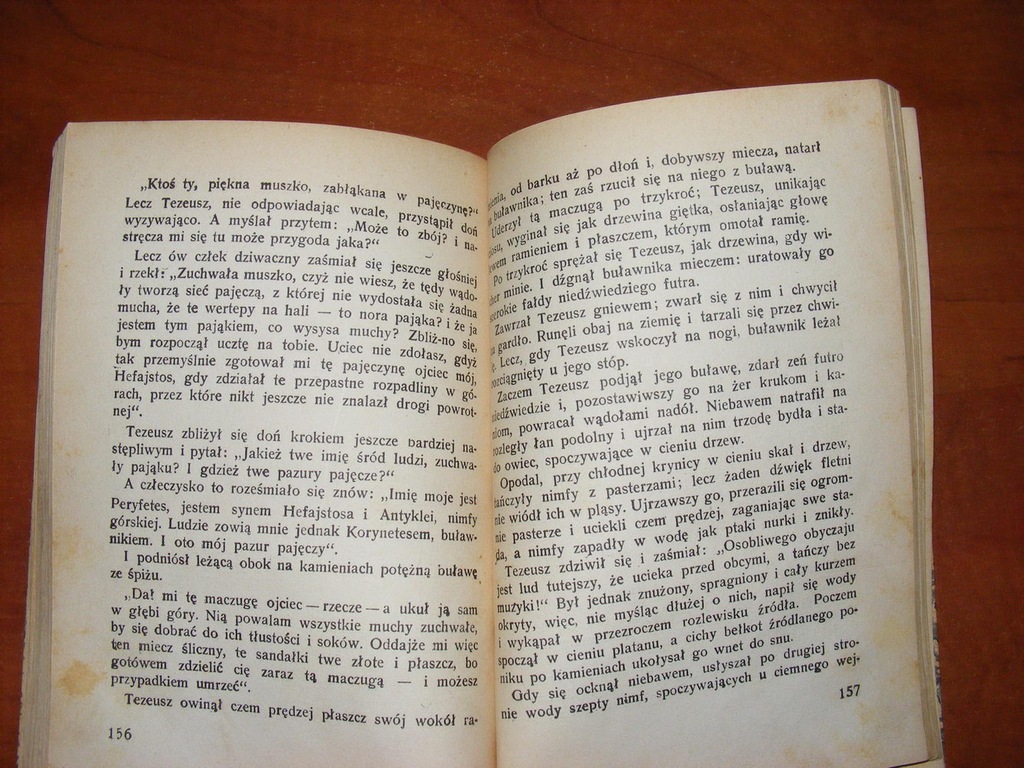 „Ktoś ty, piękna muszko, zabłąkana w pajęczynę?“
Lecz Tezeusz, nie odpowiadając wcale, przystąpił doń
wyzywająco. A myślał przytem: „Może to zbój? i na-
stręcza mi się tu może przygoda jaka?“
Lecz ów człek dziwaczny zaśmiał się jeszcze głośniej
i rzekł: „Zuchwała muszko, czyż nie wiesz, że tędy wądo-
ły tworzą sieć pajęczą, z której nie wydostała się żadna
mucha, że te wertepy na hali — to nora pająka? i że ja
jestem tym pająkiem, co wysysa muchy? Zbliż-no się,
bym rozpoczął ucztę na tobie. Uciec nie zdołasz, gdyż
tak przemyślnie zgotował mi tę pajęczynę ojciec mój,
Hefajstos, gdy zdziałał te przepastne rozpadliny w gó-
rach, przez które nikt jeszcze nie znalazł drogi powrot-
nej“.
Tezeusz zbliżył się doń krokiem jeszcze bardziej na-
stępliwym i pytał: „Jakież twe imię śród ludzi, zuchwa-
ły pająku? I gdzież twe pazury pajęcze?“
A człeczysko to roześmiało się znów: „Imię moje jest
Peryfetes, jestem synem Hefajstosa i Antyklei, nimfy
górskiej. Ludzie zowią mnie jednak Korynetesem, buław-
nikiem. I oto mój pazur pajęczy“.
I podniósł leżącą obok na kamieniach potężną buławę
ze śpiżu.
„Dał mi tę maczugę ojciec — rzecze — a ukuł ją sam
w głębi góry. Nią powalam wszystkie muchy zuchwałe,
by się dobrać do ich tłustości i soków. Oddajże mi więc
ten miecz śliczny, te sandałki twe złote i płaszcz, bo
gotówem zdzielić cię zaraz tą maczugą — i możesz
przypadkiem umrzeć“.
Tezeusz owinął czem prędzej płaszcz swój wokół ra-
156
mienia, od barku aż po dłoń i, dobywszy miecza, natarł
na buławnika; ten zaś rzucił się na niego z buławą.
Uderzył tą maczugą po trzykroć; Tezeusz, unikając
ciosu, wyginał się jak drzewina giętka, osłaniając głowę
lewem ramieniem i płaszczem, którym omotał ramię.
Po trzykroć sprężał się Tezeusz, jak drzewina, gdy wi-
cher minie. I dźgnął buławnika mieczem: uratowały go
szerokie fałdy niedźwiedziego futra.
Zawrzał Tezeusz gniewem; zwarł się z nim i chwycił
za gardło. Runęli obaj na ziemię i tarzali się przez chwi-
lę. Lecz, gdy Tezeusz wskoczył na nogi, buławnik leżał
rozciągnięty u jego stóp.
Zaczem Tezeusz podjął jego buławę, zdarł zeń futro
niedźwiedzie i, pozostawiwszy go na żer krukom i ka-
niom, powracał wądołami nadół. Niebawem natrafił na
rozległy łan podolny i ujrzał na nim trzodę bydła i sta-
do owiec, spoczywające w cieniu drzew.
Opodal, przy chłodnej krynicy w cieniu skał i drzew,
tańczyły nimfy z pasterzami; lecz żaden dźwięk fletni
nie wiódł ich w pląsy. Ujrzawszy go, przeraziłi się ogrom-
nie pasterze i uciekli czem prędzej, zaganiając swe sta-
da, a nimfy zapadły w wodę jak ptaki nurki i znikły.
Tezeusz zdziwił się i zaśmiał: „Osobliwego obyczaju
jest lud tutejszy, że ucieka przed obcymi, a tańczy bez
muzyki!“ Był jednak znużony, spragniony i cały kurzem
okryty, więc, nie myśląc dłużej o nich, napił się wody
i wykąpał w przezroczem rozlewisku źródła. Poczem
spoczął w cieniu platanu, a cichy bełkot źródlanego po-
niku po kamieniach ukołysał go wnet do snu.
Gdy się ocknął niebawem, usłyszał po drugiej stro-
nie wody szepty nimf, spoczywających u ciemnego wej-
157